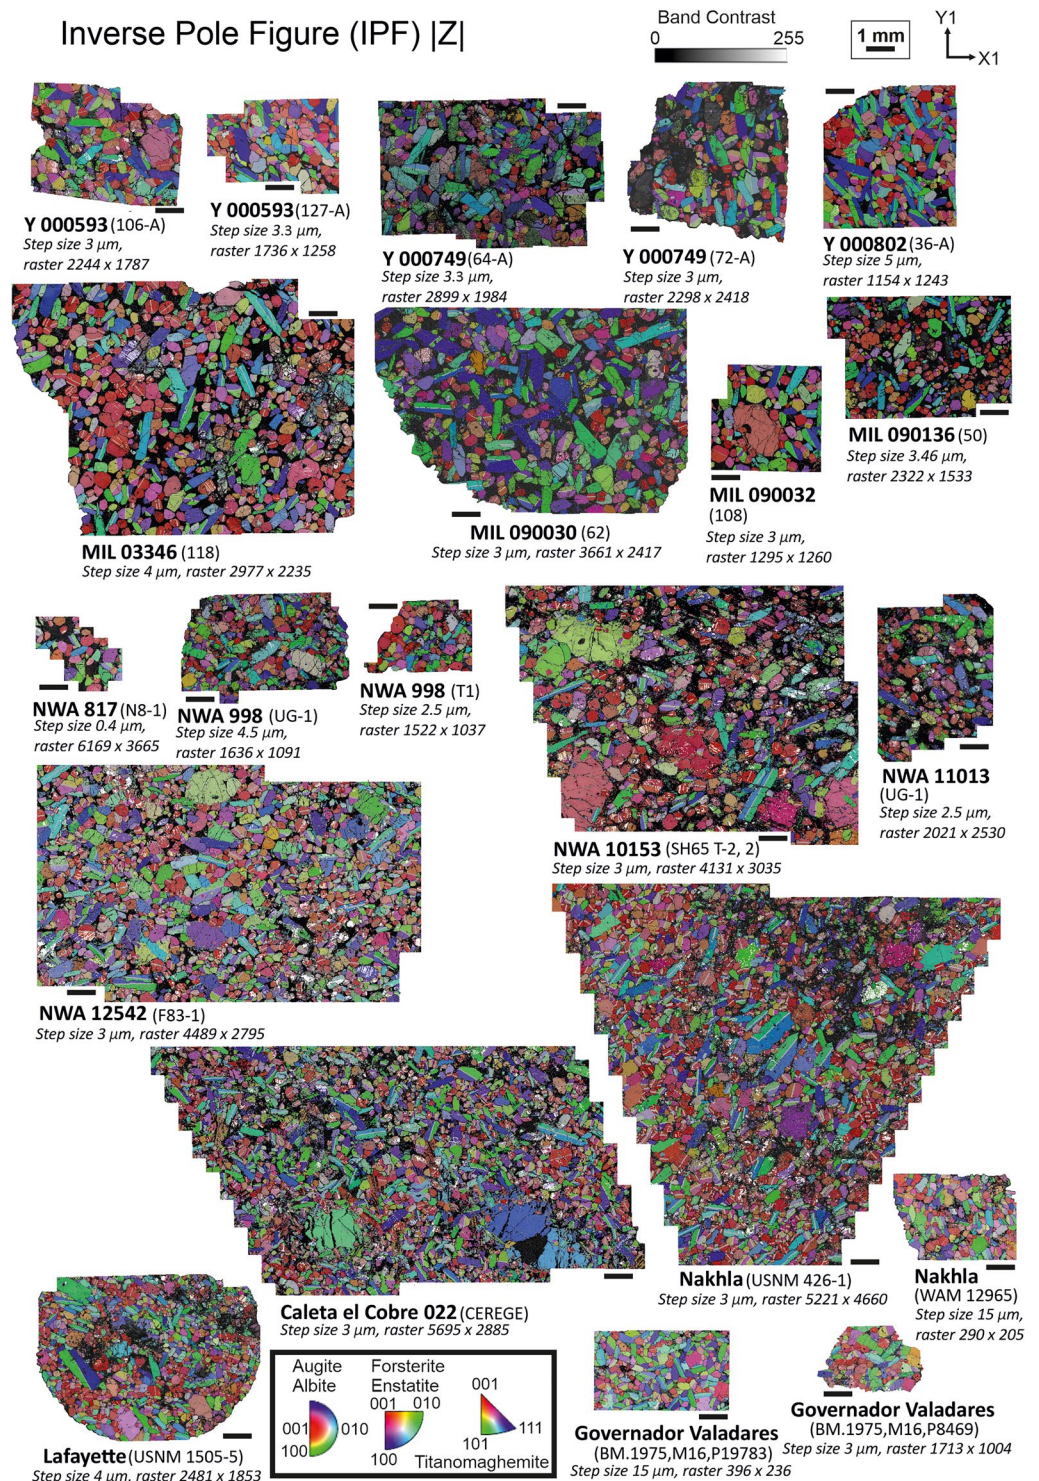 Inverse Pole Figure (IPF) |Z|
Band Contrast
0 255
1 mm
Y1
X1
Y 000593 (106-A)
Step size 3 µm,
raster 2244 x 1787
Y 000593 (127-A)
Step size 3.3 µm,
raster 1736 x 1258
Y 000749 (64-A)
Step size 3.3 µm,
raster 2899 x 1984
Y 000749 (72-A)
Step size 3 µm,
raster 2298 x 2418
Y 000802 (36-A)
Step size 5 µm,
raster 1154 x 1243
MIL 03346 (118)
Step size 4 µm, raster 2977 x 2235
MIL 090030 (62)
Step size 3 µm, raster 3661 x 2417
MIL 090032
(108)
Step size 3 µm,
raster 1295 x 1260
MIL 090136 (50)
Step size 3.46 µm,
raster 2322 x 1533
NWA 817 (N8-1)
Step size 0.4 µm,
raster 6169 x 3665
NWA 998 (UG-1)
Step size 4.5 µm,
raster 1636 x 1091
NWA 998 (T1)
Step size 2.5 µm,
raster 1522 x 1037
NWA 10153 (SH65 T-2, 2)
Step size 3 µm, raster 4131 x 3035
NWA 11013
(UG-1)
Step size 2.5 µm,
raster 2021 x 2530
NWA 12542 (F83-1)
Step size 3 µm, raster 4489 x 2795
Caleta el Cobre 022 (CEREGE)
Step size 3 µm, raster 5695 x 2885
Nakhla (USNM 426-1)
Step size 3 µm, raster 5221 x 4660
Nakhla
(WAM 12965)
Step size 15 µm,
raster 290 x 205
Lafayette (USNM 1505-5)
Step size 4 µm, raster 2481 x 1853
Augite
Albite
001 010
100
Forsterite
Enstatite
001 010
100
001
101 111
Titanomaghemite
Governador Valadares
(BM.1975,M16,P19783)
Step size 15 µm, raster 396 x 236
Governador Valadares
(BM.1975,M16,P8469)
Step size 3 µm, raster 1713 x 1004